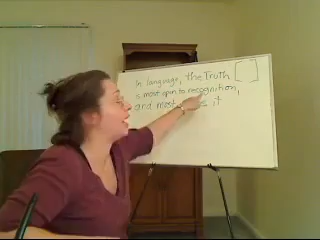 In language, the Truth
is most open to recognition,
and most it